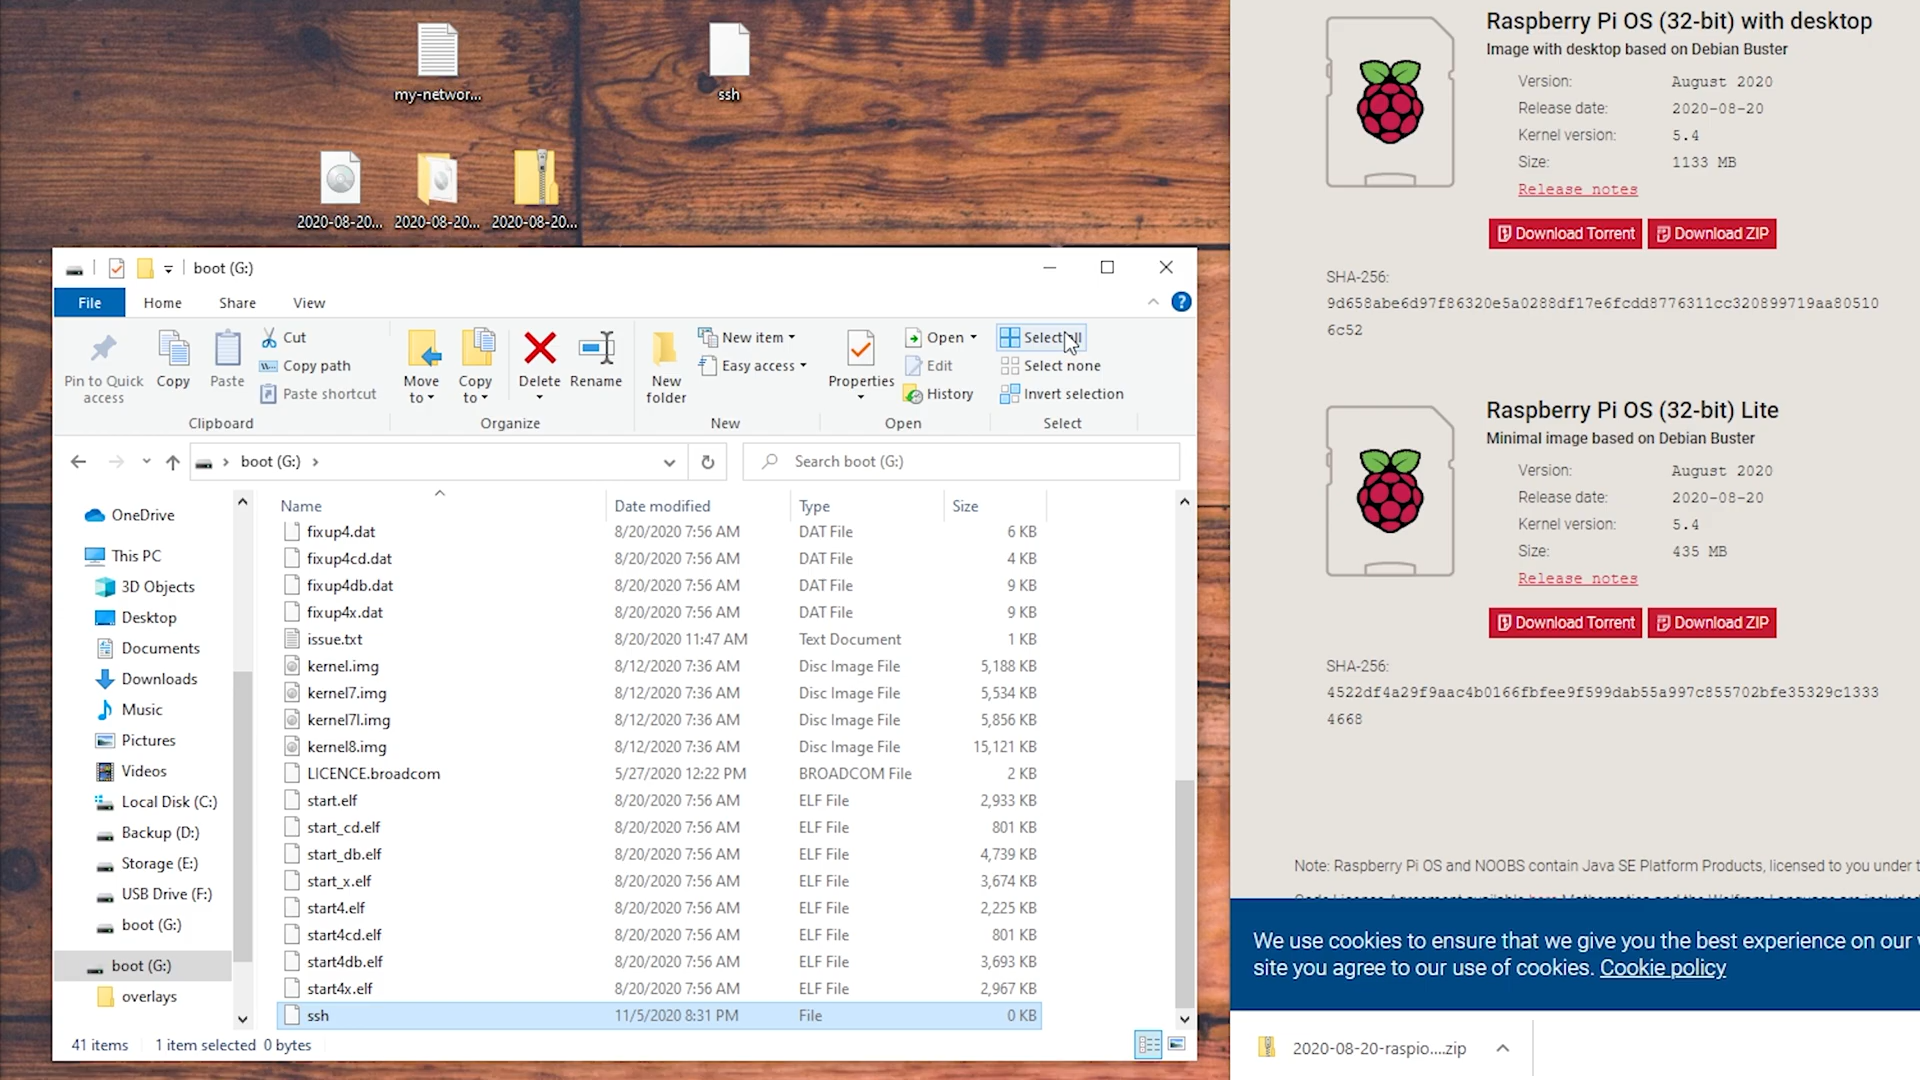 my-networ...
ssh
2020-08-20...
2020-08-20...
2020-08-20...
boot (G:)
File
Home
Share
View
Pin to Quick access
Copy
Paste
Cut
Copy path
Paste shortcut
Clipboard
Move to
Copy to
Delete
Rename
Organize
New folder
New item
Easy access
New
Properties
Open
Edit
History
Open
Select all
Select none
Invert selection
Select
boot (G:)
Search boot (G:)
OneDrive
This PC
3D Objects
Desktop
Documents
Downloads
Music
Pictures
Videos
Local Disk (C:)
Backup (D:)
Storage (E:)
USB Drive (F:)
boot (G:)
boot (G:)
overlays
Name Date modified Type Size
fixup4.dat 8/20/2020 7:56 AM DAT File 6 KB
fixup4cd.dat 8/20/2020 7:56 AM DAT File 4 KB
fixup4db.dat 8/20/2020 7:56 AM DAT File 9 KB
fixup4x.dat 8/20/2020 7:56 AM DAT File 9 KB
issue.txt 8/20/2020 11:47 AM Text Document 1 KB
kernel.img 8/12/2020 7:36 AM Disc Image File 5,188 KB
kernel7.img 8/12/2020 7:36 AM Disc Image File 5,534 KB
kernel7l.img 8/12/2020 7:36 AM Disc Image File 5,856 KB
kernel8.img 8/12/2020 7:36 AM Disc Image File 15,121 KB
LICENCE.broadcom 5/27/2020 12:22 PM BROADCOM File 2 KB
start.elf 8/20/2020 7:56 AM ELF File 2,933 KB
start_cd.elf 8/20/2020 7:56 AM ELF File 801 KB
start_db.elf 8/20/2020 7:56 AM ELF File 4,739 KB
start_x.elf 8/20/2020 7:56 AM ELF File 3,674 KB
start4.elf 8/20/2020 7:56 AM ELF File 2,225 KB
start4cd.elf 8/20/2020 7:56 AM ELF File 801 KB
start4db.elf 8/20/2020 7:56 AM ELF File 3,693 KB
start4x.elf 8/20/2020 7:56 AM ELF File 2,967 KB
ssh 11/5/2020 8:31 PM File 0 KB
41 items 1 item selected 0 bytes
Raspberry Pi OS (32-bit) with desktop
Image with desktop based on Debian Buster
Version: August 2020
Release date: 2020-08-20
Kernel version: 5.4
Size: 1133 MB
Release notes
Download Torrent Download ZIP
SHA-256:
9d658abe6d97f86320e5a0288df17e6fcdd8776311cc320899719aa80510
6c52
Raspberry Pi OS (32-bit) Lite
Minimal image based on Debian Buster
Version: August 2020
Release date: 2020-08-20
Kernel version: 5.4
Size: 435 MB
Release notes
Download Torrent Download ZIP
SHA-256:
4522df4a29f9aac4b0166fbfee9f599dab55a997c855702bfe35329c1333
4668
Note: Raspberry Pi OS and NOOBS contain Java SE Platform Products, licensed to you under
We use cookies to ensure that we give you the best experience on our
site you agree to our use of cookies. Cookie policy
2020-08-20-raspio....zip